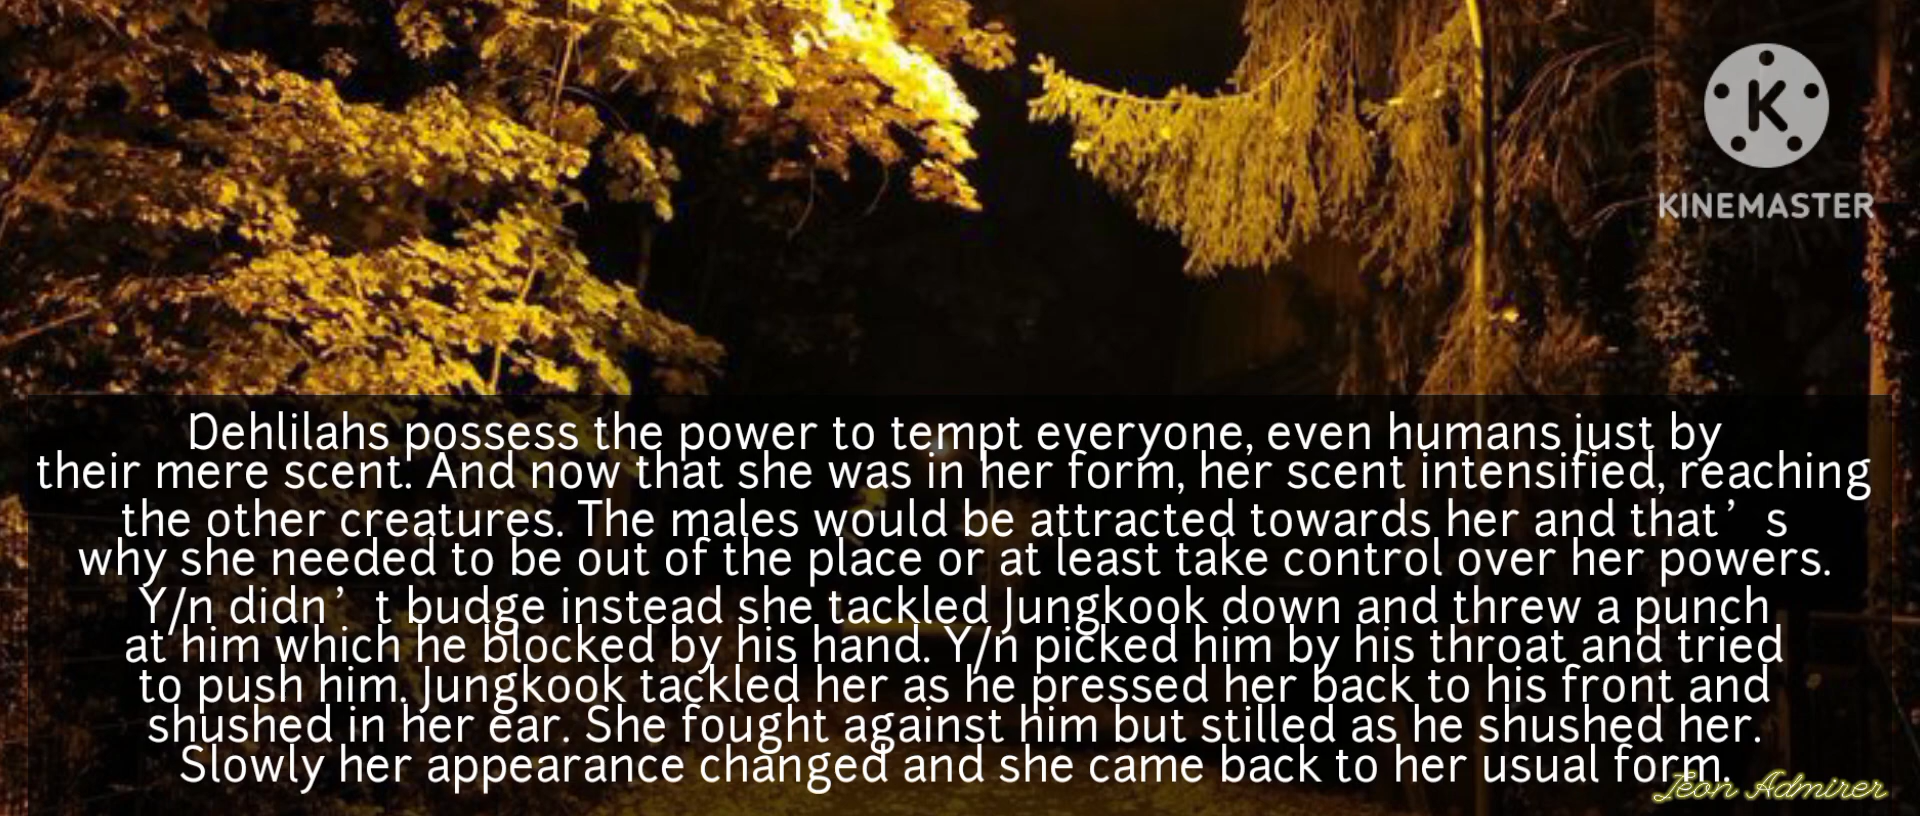 K
KINEMASTER
Dehlilahs possess the power to tempt everyone, even humans just by
their mere scent. And now that she was in her form, her scent intensified, reaching
the other creatures. The males would be attracted towards her and that’s
why she needed to be out of the place or at least take control over her powers.
Y/n didn’t budge instead she tackled Jungkook down and threw a punch
at him which he blocked by his hand. Y/n picked him by his throat and tried
to push him. Jungkook tackled her as he pressed her back to his front and
shushed in her ear. She fought against him but stilled as he shushed her.
Slowly her appearance changed and she came back to her usual form.
Jeon Admirer